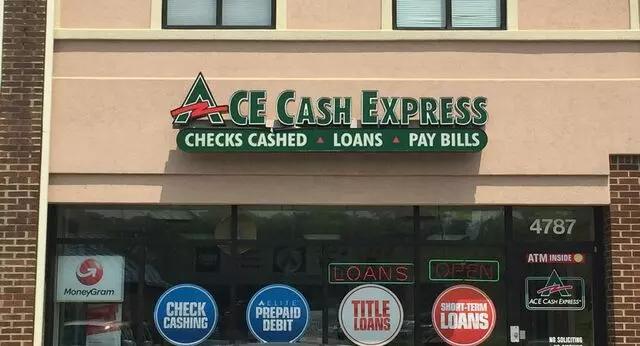 ACE CASH EXPRESS
CHECKS CASHED ▲ LOANS ▲ PAY BILLS
4787
ATM INSIDE
LOANS
OPEN
MoneyGram
CHECK
CASHING
ELITE
PREPAID
DEBIT
TITLE
LOANS
SHORT-TERM
LOANS
ACE CASH EXPRESS
NO SOLICITING